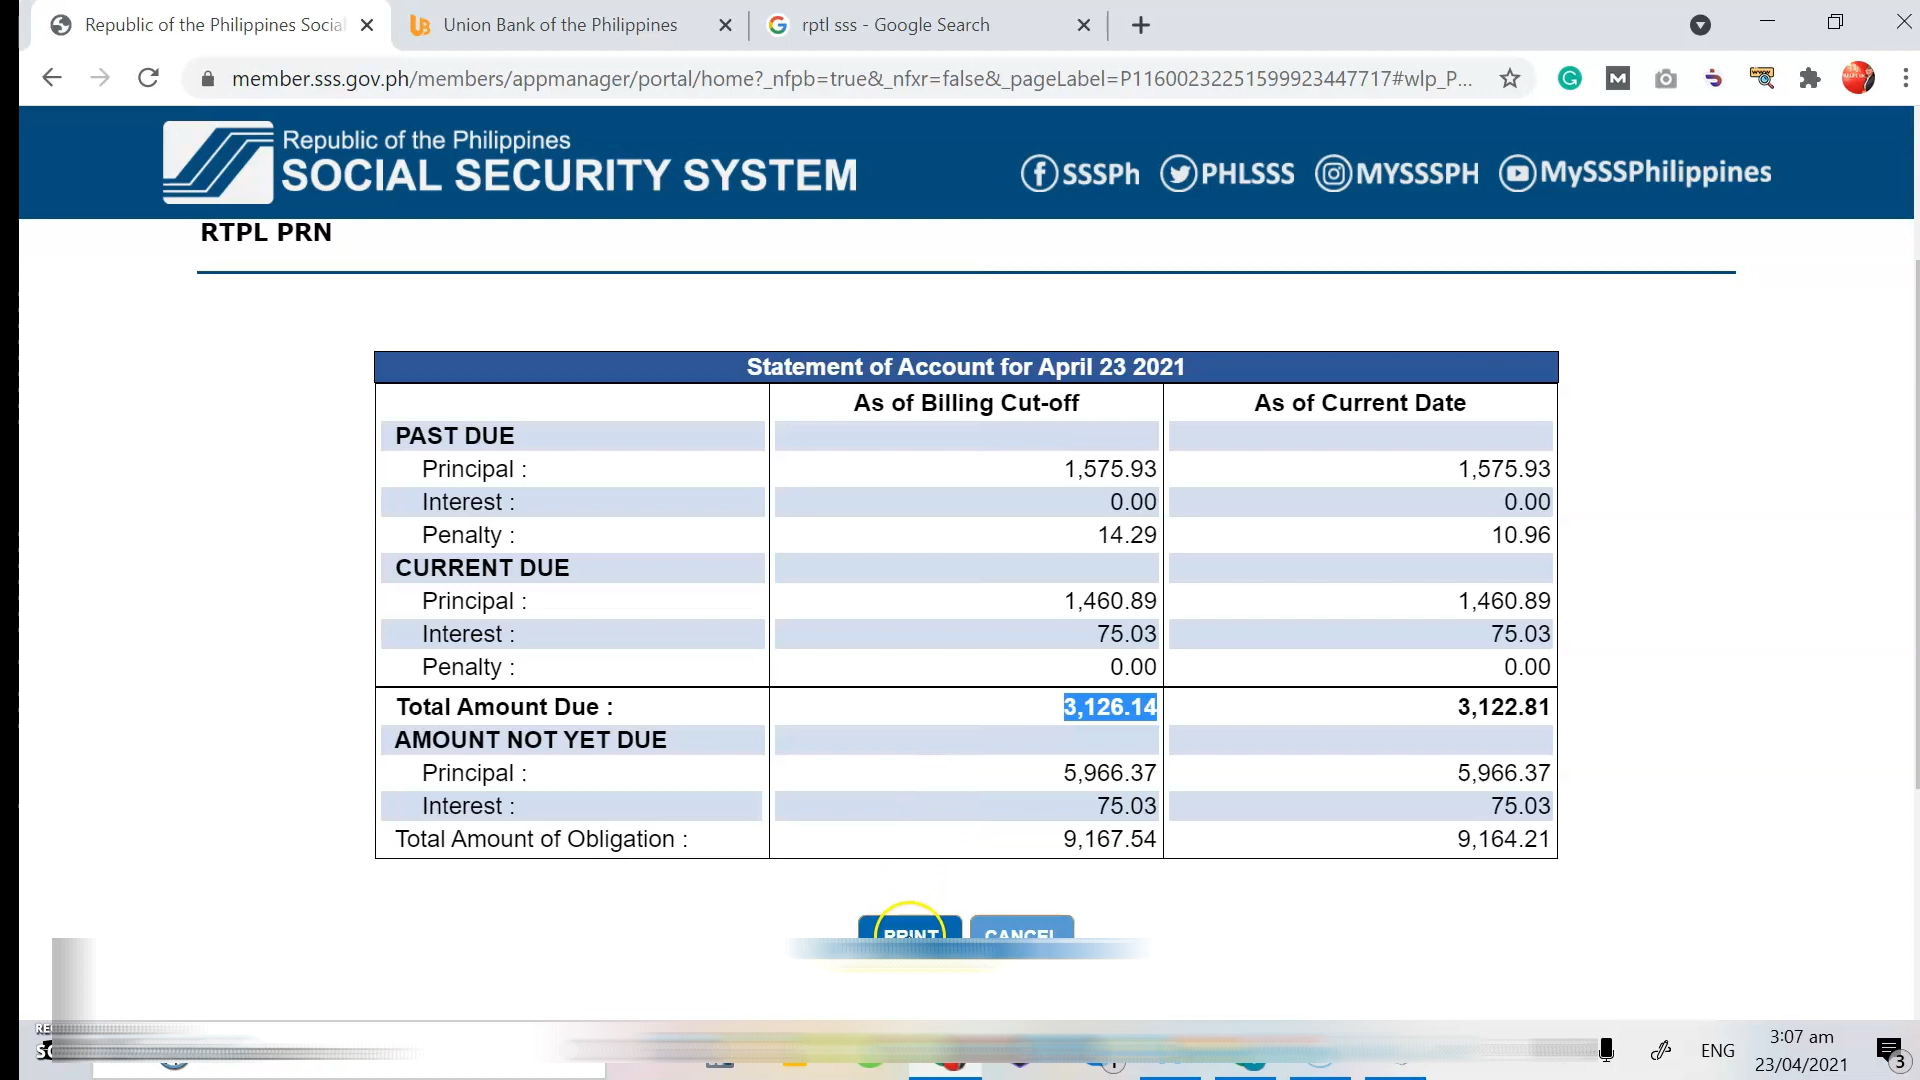 Republic of the Philippines Social
Union Bank of the Philippines
rptl sss - Google Search
member.sss.gov.ph/members/appmanager/portal/home?_nfpb=true&_nfxr=false&_pageLabel=P11600232251599923447717#wlp_P...
Republic of the Philippines
SOCIAL SECURITY SYSTEM
SSSPh
PHLSSS
MYSSSPH
MySSSPhilippines
RTPL PRN
Statement of Account for April 23 2021
As of Billing Cut-off As of Current Date
PAST DUE
Principal : 1,575.93 1,575.93
Interest : 0.00 0.00
Penalty : 14.29 10.96
CURRENT DUE
Principal : 1,460.89 1,460.89
Interest : 75.03 75.03
Penalty : 0.00 0.00
Total Amount Due : 3,126.14 3,122.81
AMOUNT NOT YET DUE
Principal : 5,966.37 5,966.37
Interest : 75.03 75.03
Total Amount of Obligation : 9,167.54 9,164.21
PRINT CANCEL
ENG
3:07 am
23/04/2021
3